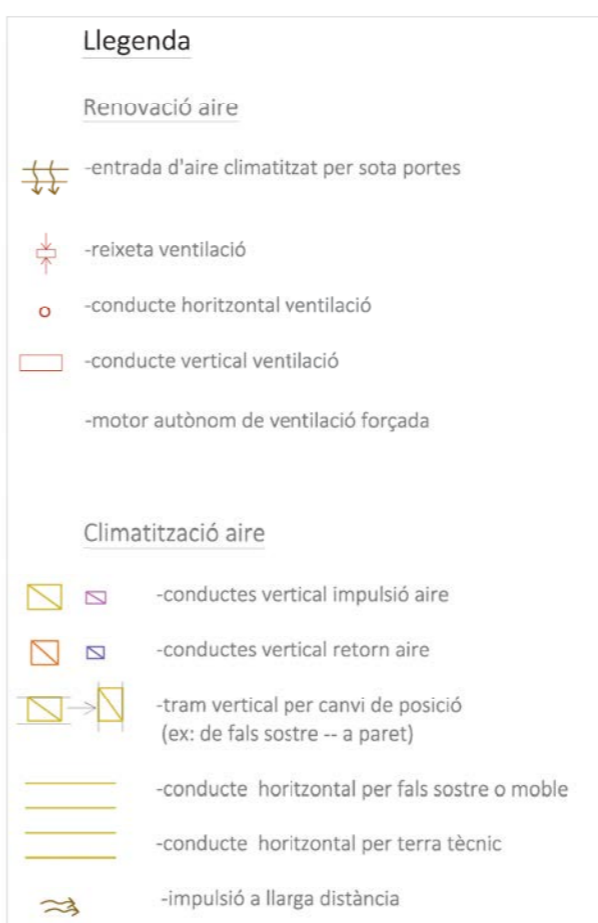 Llegenda
Renovació aire
-entrada d'aire climatitzat per sota portes
-reixeta ventilació
-conducte horitzontal ventilació
-conducte vertical ventilació
-motor autònom de ventilació forçada
Climatització aire
-conductes vertical impulsió aire
-conductes vertical retorn aire
-tram vertical per canvi de posició
(ex: de fals sostre -- a paret)
-conducte horitzontal per fals sostre o moble
-conducte horitzontal per terra tècnic
-impulsió a llarga distància